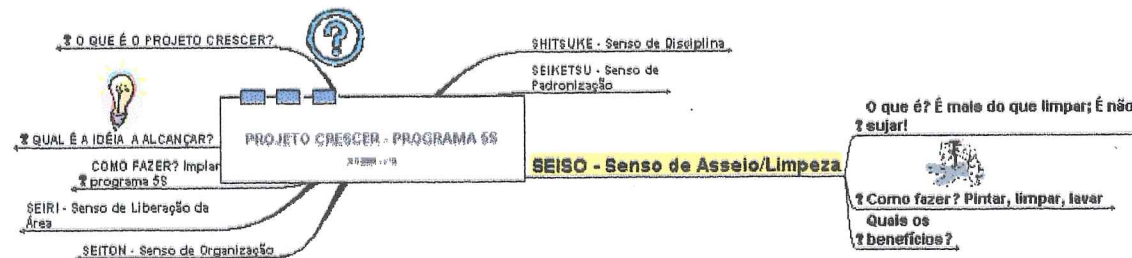 ? O QUE É O PROJETO CRESCER?
? QUAL É A IDÉIA A ALCANÇAR?
COMO FAZER? Implar
? programa 5S
SEIRI - Senso de Liberação da
Área
SEITON - Senso de Organização
PROJETO CRESCER - PROGRAMA 5S
SHITSUKE - Senso de Disciplina
SEIKETSU - Senso de
Padronização
SEISO - Senso de Asseio/Limpeza
O que é? É mais do que limpar; É não
? sujar!
? Como fazer? Pintar, limpar, lavar
Quais os
? benefícios?